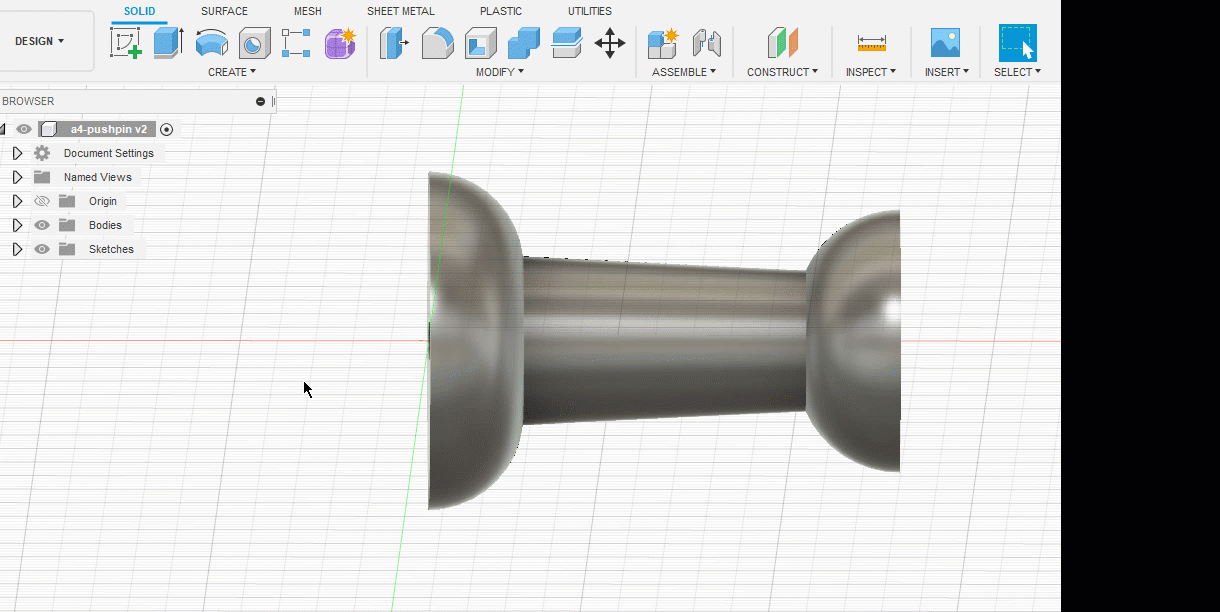 SOLID SURFACE MESH SHEET METAL PLASTIC UTILITIES
DESIGN
CREATE MODIFY ASSEMBLE CONSTRUCT INSPECT INSERT SELECT
BROWSER
a4-pushpin v2
Document Settings
Named Views
Origin
Bodies
Sketches